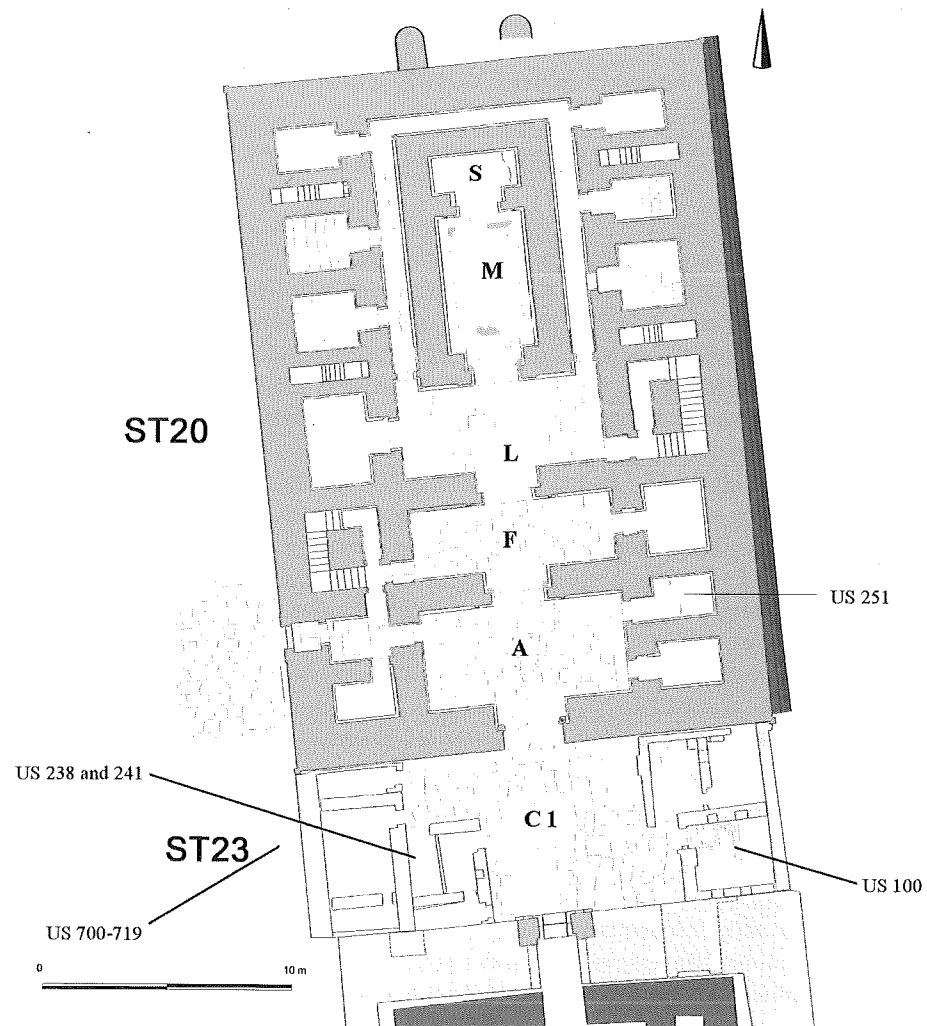 S
M
ST20
L
F
US 251
A
US 238 and 241
C 1
ST23
US 100
US 700-719
0
10 m